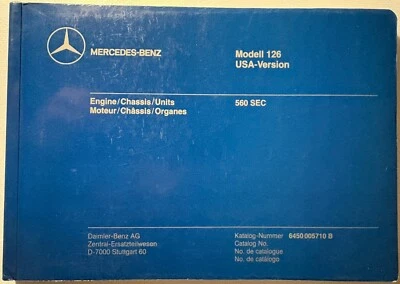 MERCEDES-BENZ
Modell 126
USA-Version
Engine/Chassis/Units
Moteur/Châssis/Organes
560 SEC
Daimler-Benz AG
Zentral-Ersatzteilwesen
D-7000 Stuttgart 60
Katalog-Nummer 6450 005710 B
Catalog No.
No. de catalogue
No. de catálogo